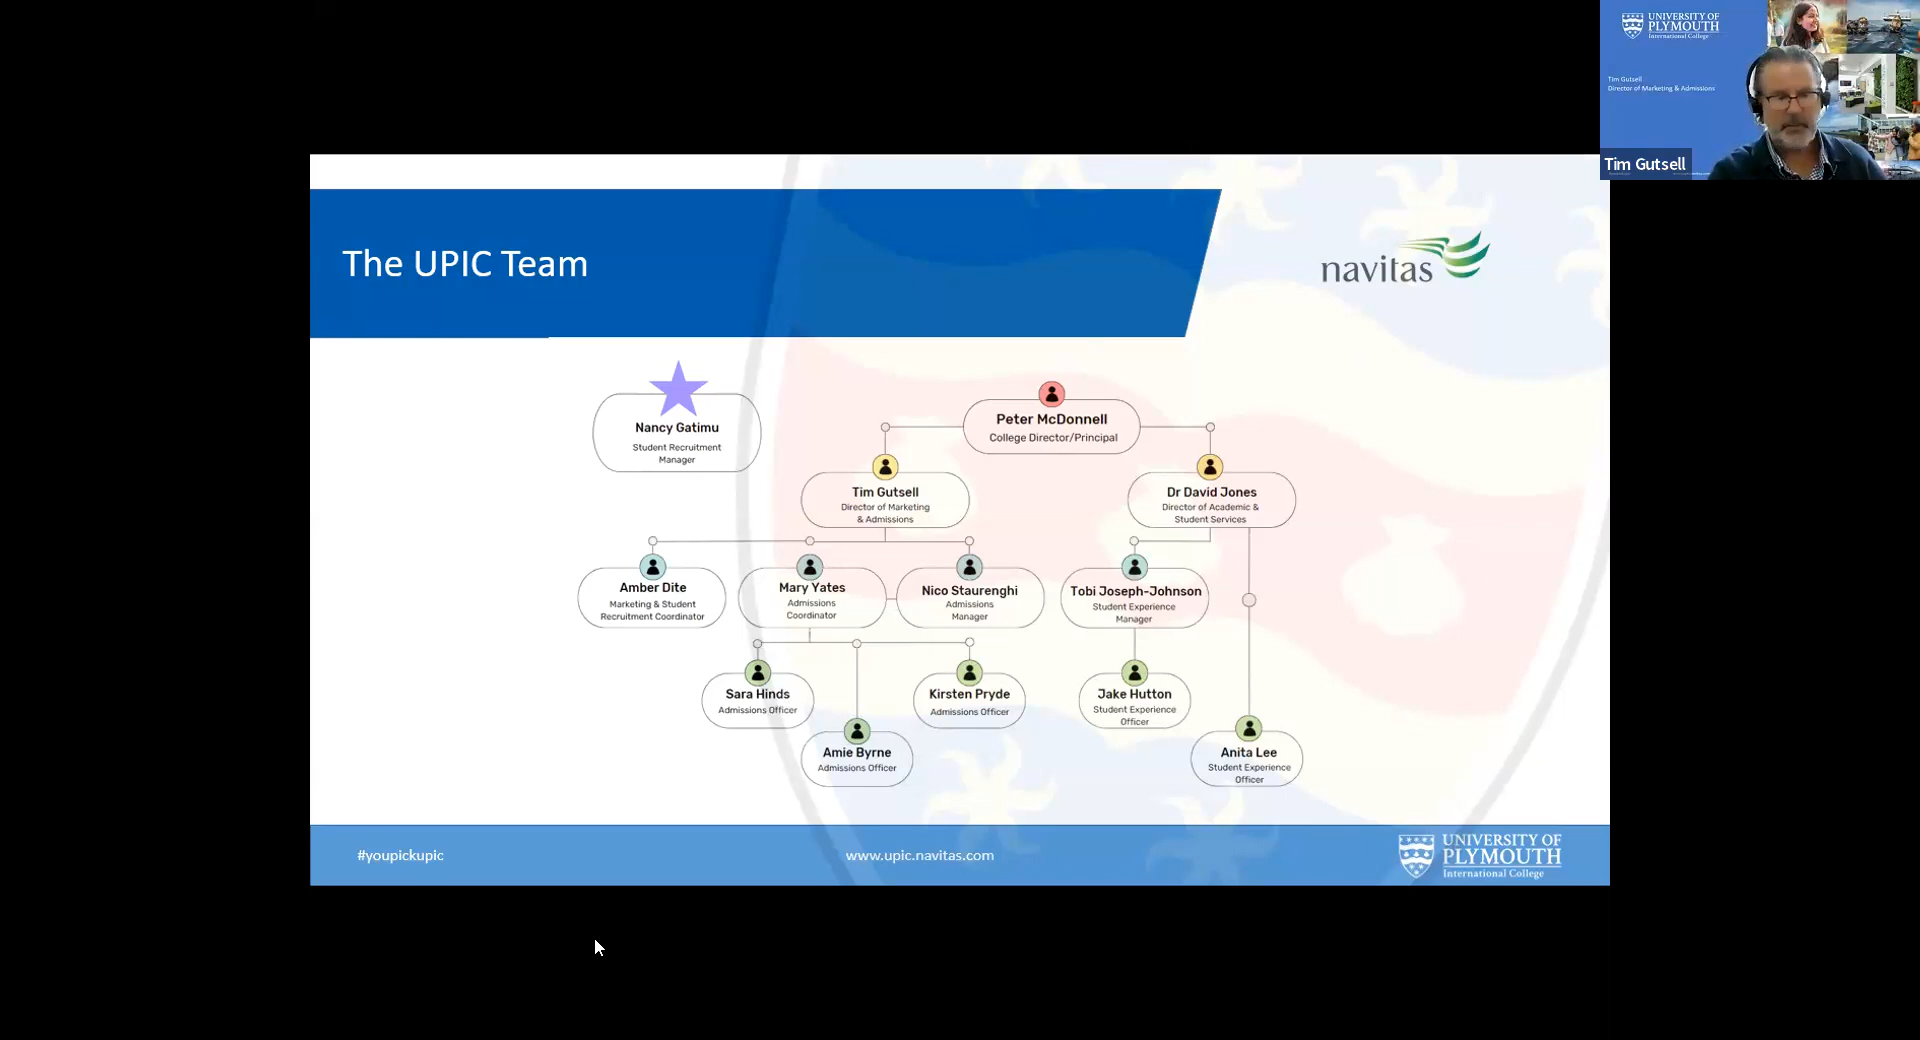 UNIVERSITY OF
PLYMOUTH
International College
Tim Gutsell
Director of Marketing & Admissions
Tim Gutsell
The UPIC Team
navitas
Nancy Gatimu
Student Recruitment
Manager
Peter McDonnell
College Director/Principal
Tim Gutsell
Director of Marketing
& Admissions
Dr David Jones
Director of Academic &
Student Services
Amber Dite
Marketing & Student
Recruitment Coordinator
Mary Yates
Admissions
Coordinator
Nico Staurenghi
Admissions
Manager
Tobi Joseph-Johnson
Student Experience
Manager
Sara Hinds
Admissions Officer
Kirsten Pryde
Admissions Officer
Jake Hutton
Student Experience
Officer
Amie Byrne
Admissions Officer
Anita Lee
Student Experience
Officer
#youpickupic
www.upic.navitas.com
UNIVERSITY OF
PLYMOUTH
International College